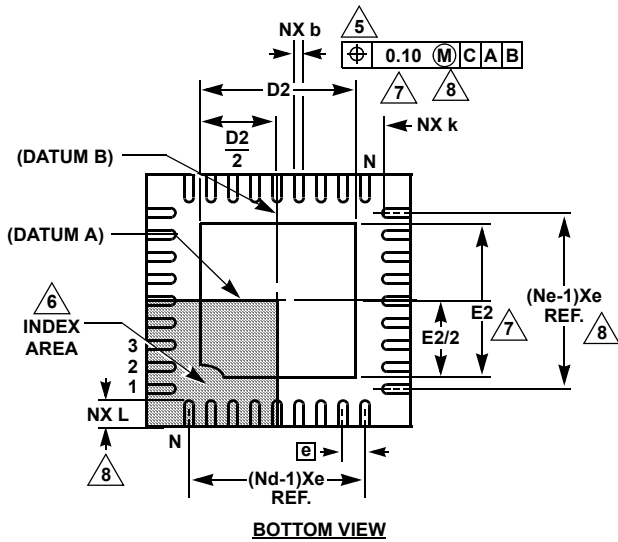 NX b
5
⌖ 0.10 Ⓜ C A B
7
8
D2
D2
2
NX k
(DATUM B)
N
(DATUM A)
6
INDEX
AREA
3
2
1
E2/2
E2
7
(Ne-1)Xe
REF.
8
NX L
8
N
e
(Nd-1)Xe
REF.
BOTTOM VIEW